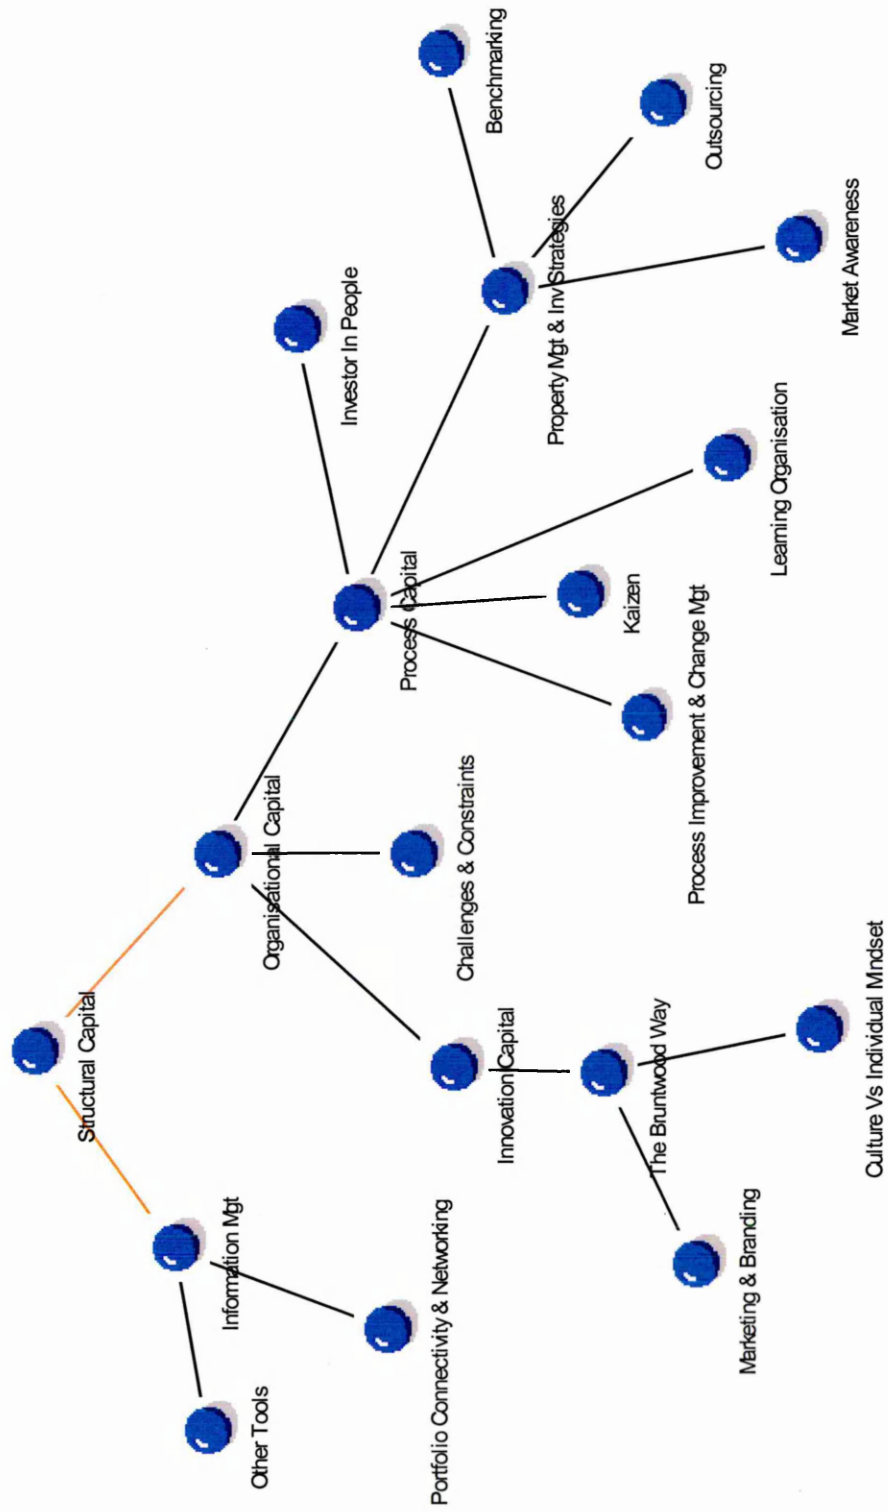 Structural Capital
Information Mgt
Organisational Capital
Other Tools
Portfolio Connectivity & Networking
Innovation Capital
Challenges & Constraints
Process Capital
Investor In People
The Bruntwood Way
Marketing & Branding
Culture Vs Individual Mindset
Process Improvement & Change Mgt
Kaizen
Learning Organisation
Property Mgt & Inv Strategies
Benchmarking
Outsourcing
Market Awareness